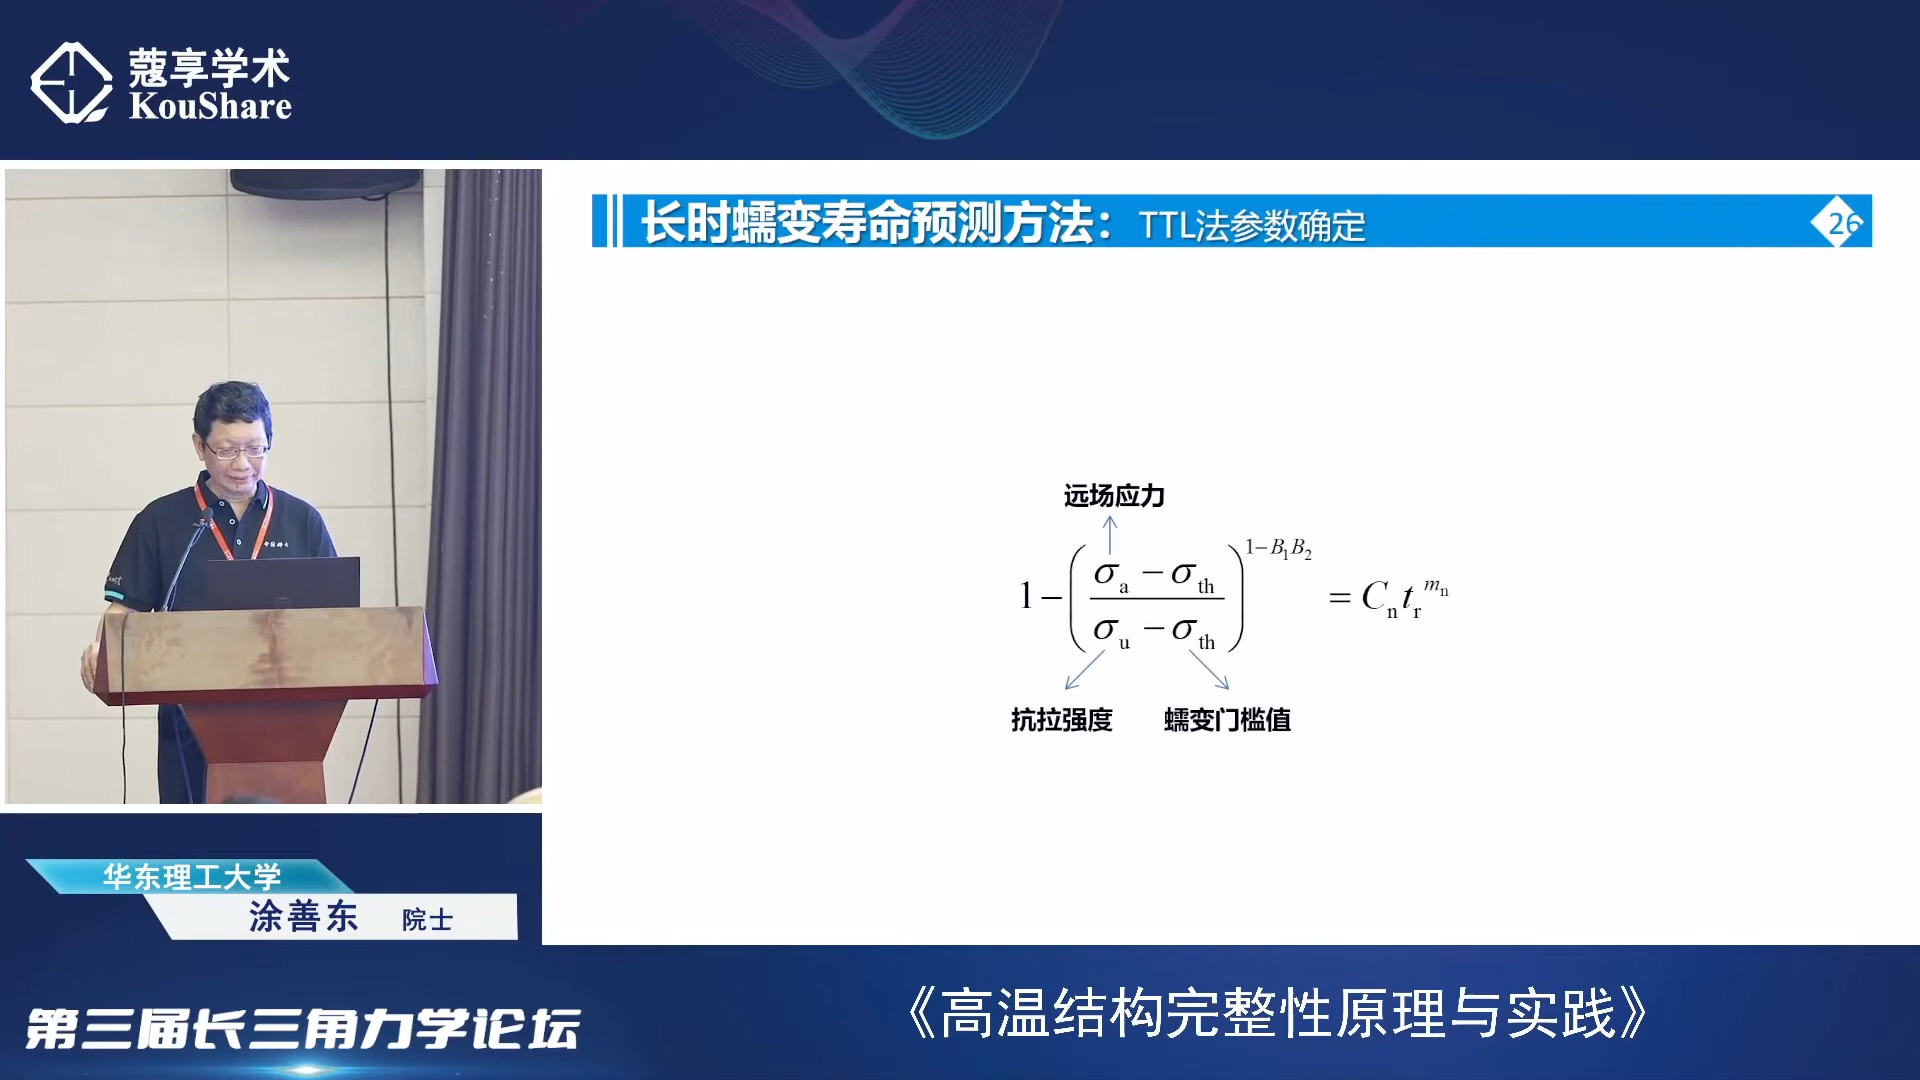 蔻享学术
KouShare
长时蠕变寿命预测方法：TTL法参数确定
26
远场应力
1−((σa − σth)/(σu − σth))^(1−B1B2) = Cn tr^mn
抗拉强度 蠕变门槛值
华东理工大学
涂善东 院士
第三届长三角力学论坛
《高温结构完整性原理与实践》